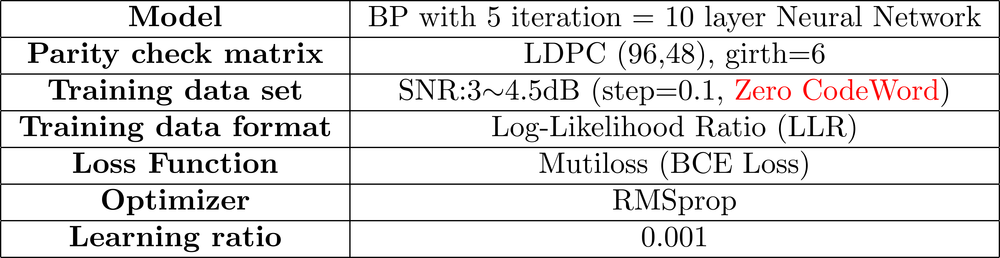 Model BP with 5 iteration = 10 layer Neural Network
Parity check matrix LDPC (96,48), girth=6
Training data set SNR:3∼4.5dB (step=0.1, Zero CodeWord)
Training data format Log-Likelihood Ratio (LLR)
Loss Function Mutiloss (BCE Loss)
Optimizer RMSprop
Learning ratio 0.001